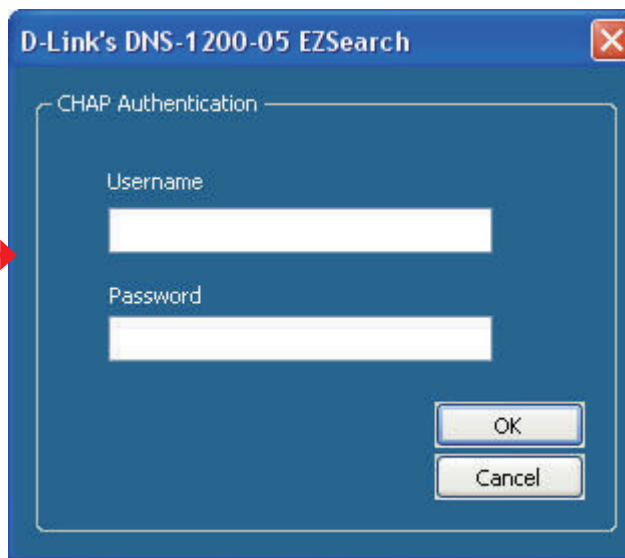 D-Link's DNS-1200-05 EZSearch
CHAP Authentication
Username
Password
OK
Cancel